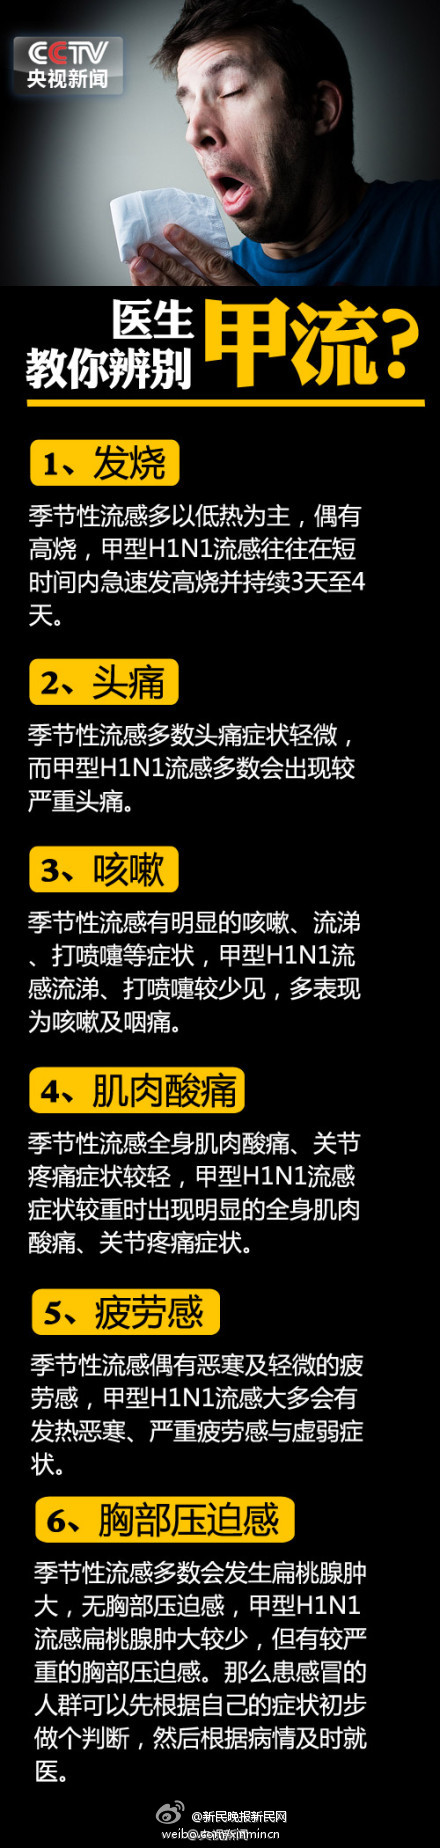 CCTV
央视新闻
医生
教你辨别
甲流?
1、发烧
季节性流感多以低热为主，偶有
高烧，甲型H1N1流感往往在短
时间内急速发高烧并持续3天至4
天。
2、头痛
季节性流感多数头痛症状轻微，
而甲型H1N1流感多数会出现较
严重头痛。
3、咳嗽
季节性流感有明显的咳嗽、流涕
、打喷嚏等症状，甲型H1N1流
感流涕、打喷嚏较少见，多表现
为咳嗽及咽痛。
4、肌肉酸痛
季节性流感全身肌肉酸痛、关节
疼痛症状较轻，甲型H1N1流感
症状较重时出现明显的全身肌肉
酸痛、关节疼痛症状。
5、疲劳感
季节性流感偶有恶寒及轻微的疲
劳感，甲型H1N1流感大多会有
发热恶寒、严重疲劳感与虚弱症
状。
6、胸部压迫感
季节性流感多数会发生扁桃腺肿
大，无胸部压迫感，甲型H1N1
流感扁桃腺肿大较少，但有较严
重的胸部压迫感。那么患感冒的
人群可以先根据自己的症状初步
做个判断，然后根据病情及时就
医。
@新民晚报新民网
weibo.com/xinmincn
@央视新闻